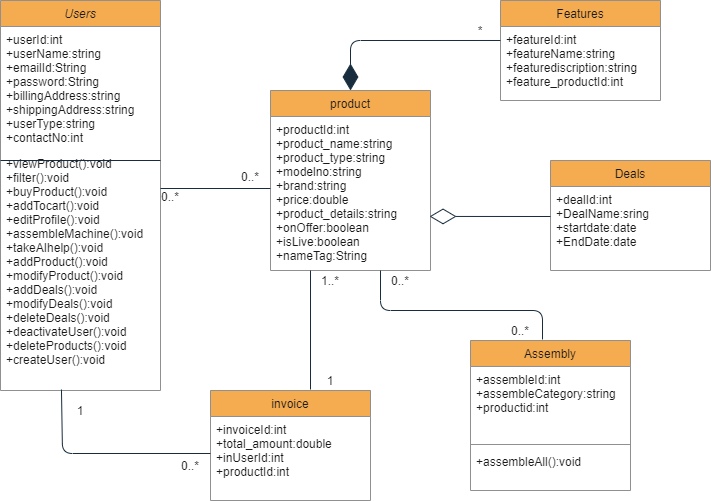 Users
+userId:int
+userName:string
+emaiId:String
+password:String
+billingAddress:string
+shippingAddress:string
+userType:string
+contactNo:int
+viewProduct():void
+filter():void
+buyProduct():void
+addTocart():void
+editProfile():void
+assembleMachine():void
+takeAIhelp():void
+addProduct():void
+modifyProduct():void
+addDeals():void
+modifyDeals():void
+deleteDeals():void
+deactivateUser():void
+deleteProducts():void
+createUser():void
0..*
0..*
product
+productId:int
+product_name:string
+product_type:string
+modelno:string
+brand:string
+price:double
+product_details:string
+onOffer:boolean
+isLive:boolean
+nameTag:String
*
Features
+featureId:int
+featureName:string
+featurediscription:string
+feature_productId:int
Deals
+dealId:int
+DealName:sring
+startdate:date
+EndDate:date
1..*
0..*
0..*
1
Assembly
+assembleId:int
+assembleCategory:string
+productid:int
+assembleAll():void
1
0..*
invoice
+invoiceId:int
+total_amount:double
+inUserId:int
+productId:int